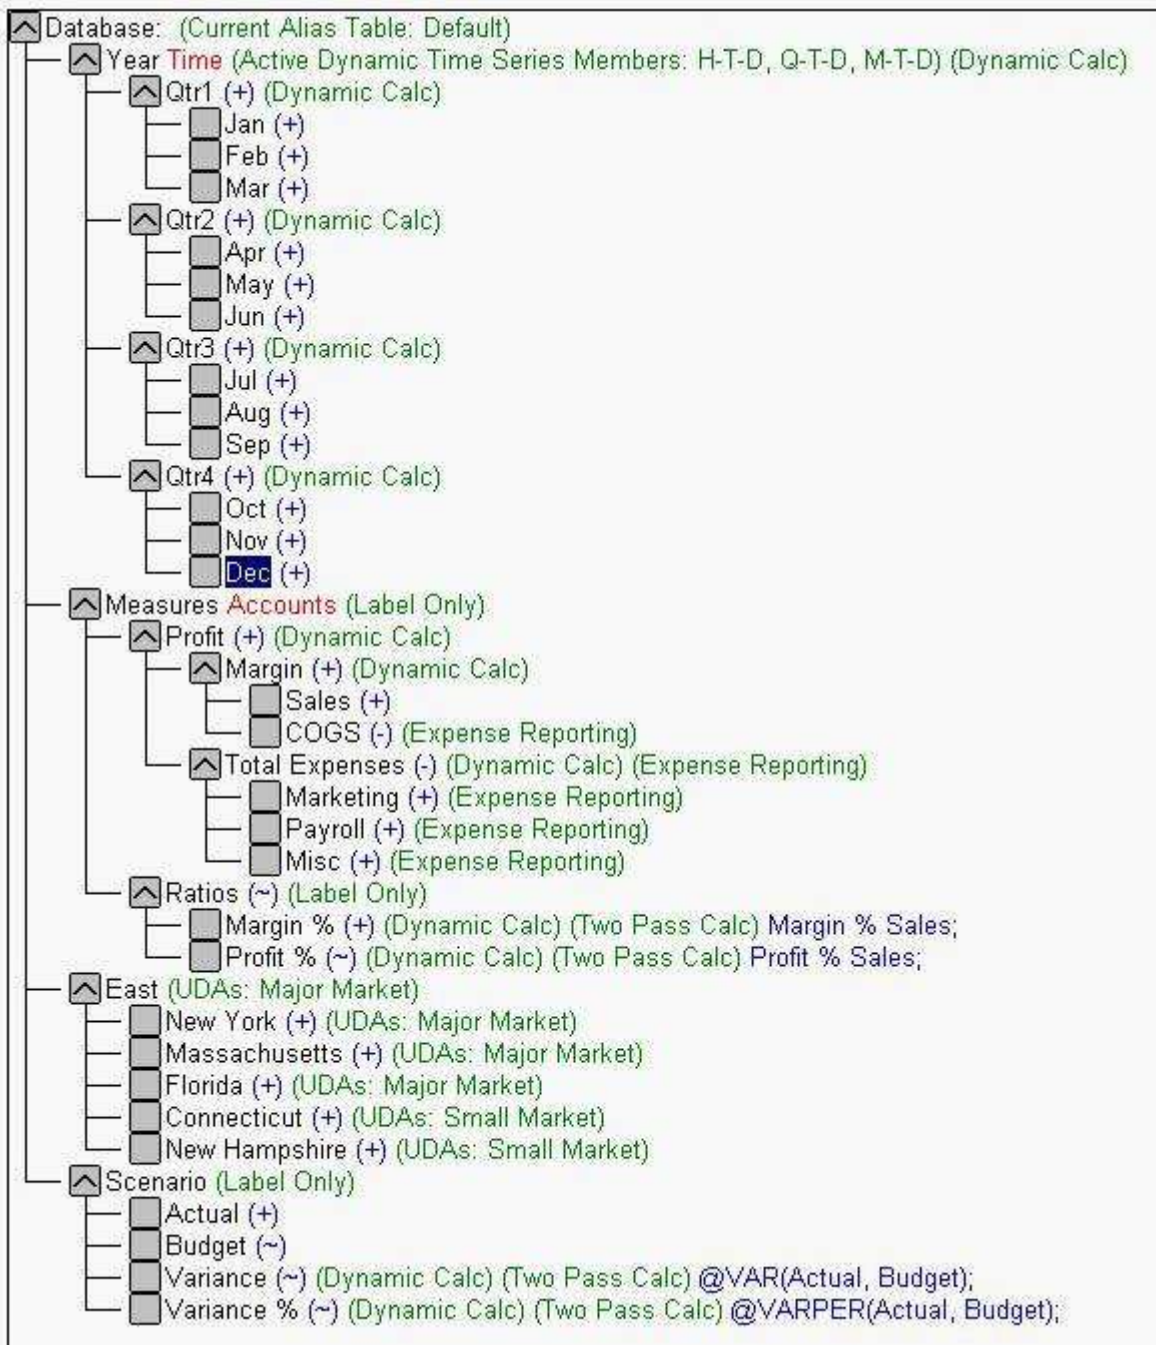 Database: (Current Alias Table: Default)
Year Time (Active Dynamic Time Series Members: H-T-D, Q-T-D, M-T-D) (Dynamic Calc)
Qtr1 (+) (Dynamic Calc)
Jan (+)
Feb (+)
Mar (+)
Qtr2 (+) (Dynamic Calc)
Apr (+)
May (+)
Jun (+)
Qtr3 (+) (Dynamic Calc)
Jul (+)
Aug (+)
Sep (+)
Qtr4 (+) (Dynamic Calc)
Oct (+)
Nov (+)
Dec (+)
Measures Accounts (Label Only)
Profit (+) (Dynamic Calc)
Margin (+) (Dynamic Calc)
Sales (+)
COGS (-) (Expense Reporting)
Total Expenses (-) (Dynamic Calc) (Expense Reporting)
Marketing (+) (Expense Reporting)
Payroll (+) (Expense Reporting)
Misc (+) (Expense Reporting)
Ratios (~) (Label Only)
Margin % (+) (Dynamic Calc) (Two Pass Calc) Margin % Sales;
Profit % (~) (Dynamic Calc) (Two Pass Calc) Profit % Sales;
East (UDAs: Major Market)
New York (+) (UDAs: Major Market)
Massachusetts (+) (UDAs: Major Market)
Florida (+) (UDAs: Major Market)
Connecticut (+) (UDAs: Small Market)
New Hampshire (+) (UDAs: Small Market)
Scenario (Label Only)
Actual (+)
Budget (~)
Variance (~) (Dynamic Calc) (Two Pass Calc) @VAR(Actual, Budget);
Variance % (~) (Dynamic Calc) (Two Pass Calc) @VARPER(Actual, Budget);